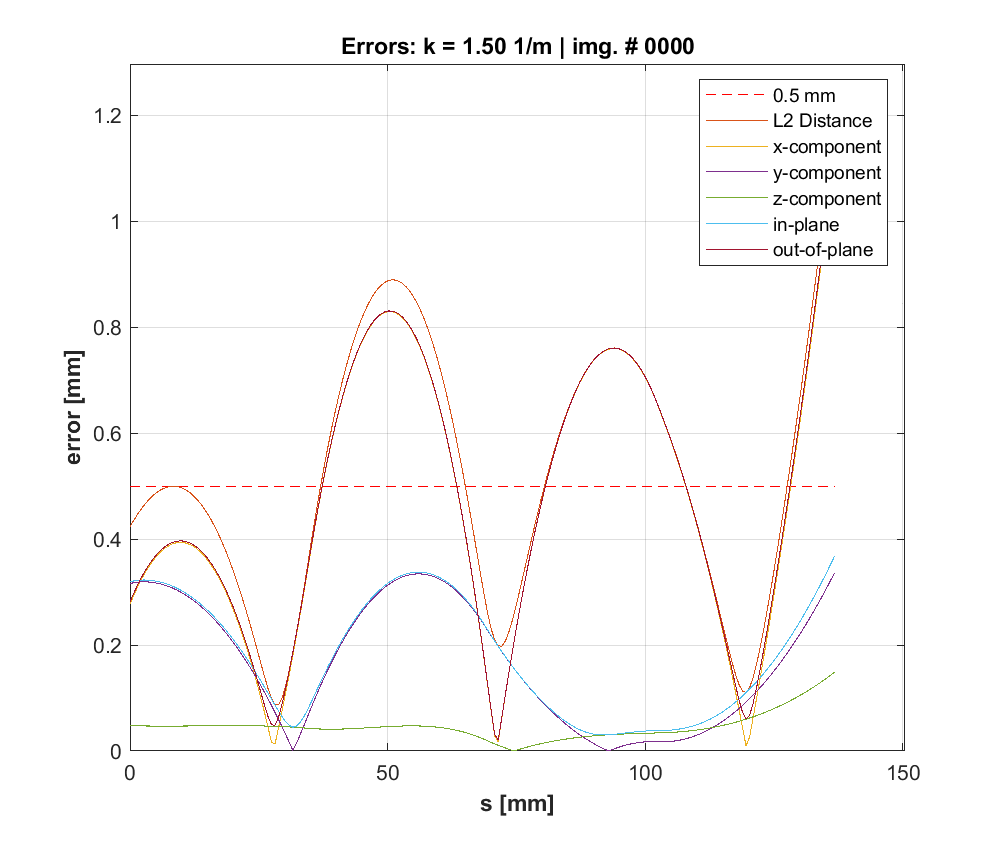 Errors: k = 1.50 1/m | img. # 0000
0.5 mm
L2 Distance
x-component
y-component
z-component
in-plane
out-of-plane
1.2
1
0.8
0.6
0.4
0.2
0
error [mm]
0
50
100
150
s [mm]